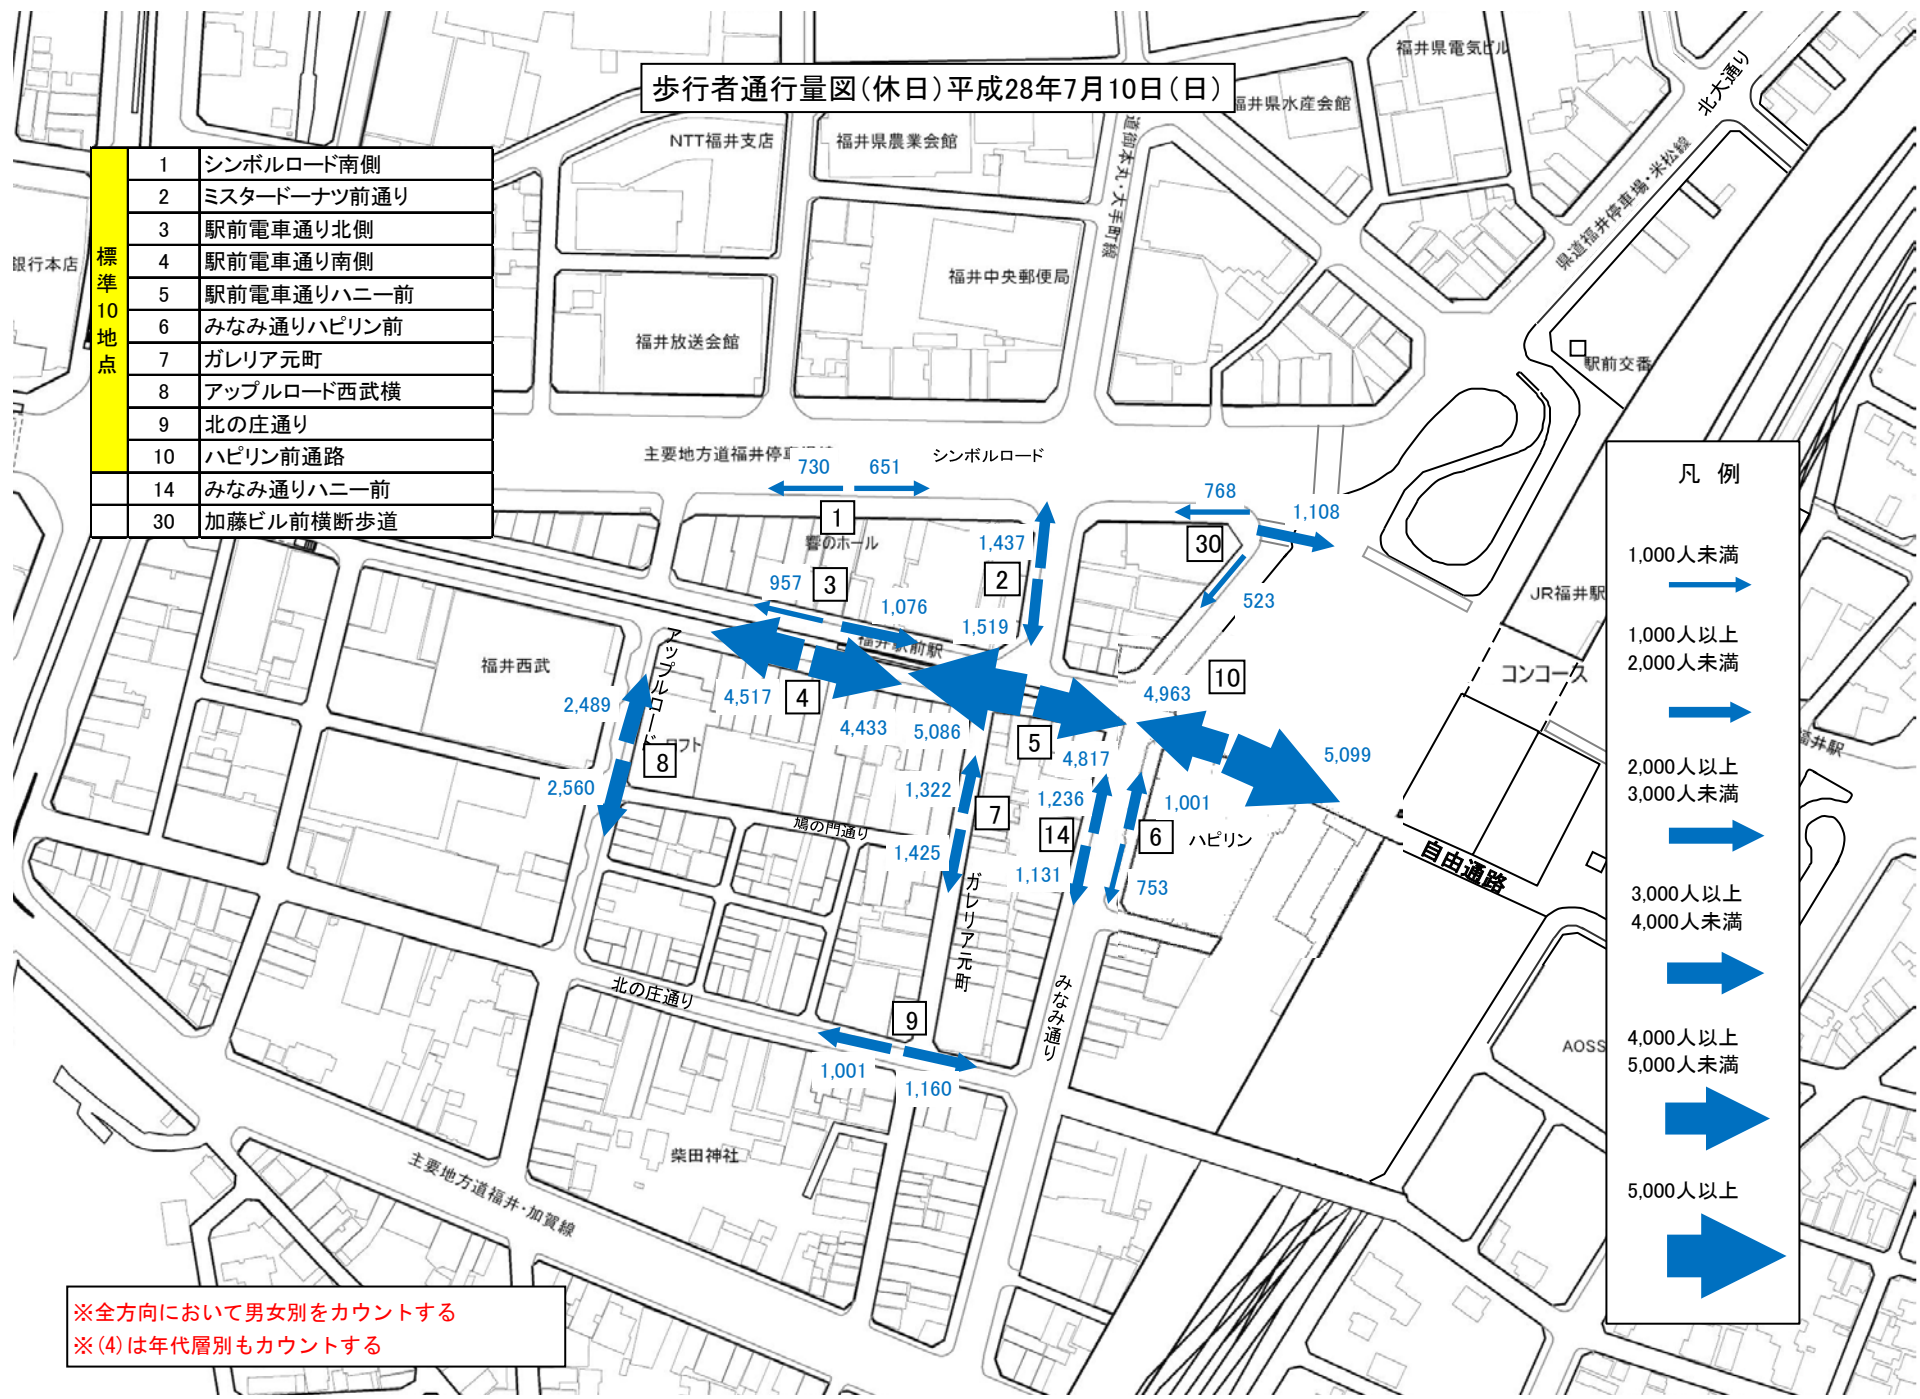 歩行者通行量図(休日)平成28年7月10日(日)
標準10地点
1 シンボルロード南側
2 ミスタードーナツ前通り
3 駅前電車通り北側
4 駅前電車通り南側
5 駅前電車通りハニー前
6 みなみ通りハピリン前
7 ガレリア元町
8 アップルロード西武横
9 北の庄通り
10 ハピリン前通路
14 みなみ通りハニー前
30 加藤ビル前横断歩道
福井県電気ビル
北大通り
福井県水産会館
NTT福井支店
福井県農業会館
道御本丸・大手町線
県道福井停車場・米松線
銀行本店
福井中央郵便局
福井放送会館
駅前交番
主要地方道福井停車
シンボルロード
730
651
768
1,108
1
響のホール
1,437
2
30
957
3
1,076
1,519
523
JR福井駅
福井駅前駅
アップルロード
福井西武
コンコース
10
2,489
4,517
4
4,433
5,086
4,963
5
4,817
5,099
福井駅
ロフト
8
2,560
1,322
7
1,236
14
1,001
6
ハピリン
鳩の門通り
1,425
1,131
753
自由通路
ガレリア元町
北の庄通り
みなみ通り
9
1,001
1,160
AOSS
柴田神社
主要地方道福井・加賀線
凡 例
1,000人未満
1,000人以上
2,000人未満
2,000人以上
3,000人未満
3,000人以上
4,000人未満
4,000人以上
5,000人未満
5,000人以上
※全方向において男女別をカウントする
※(4)は年代層別もカウントする